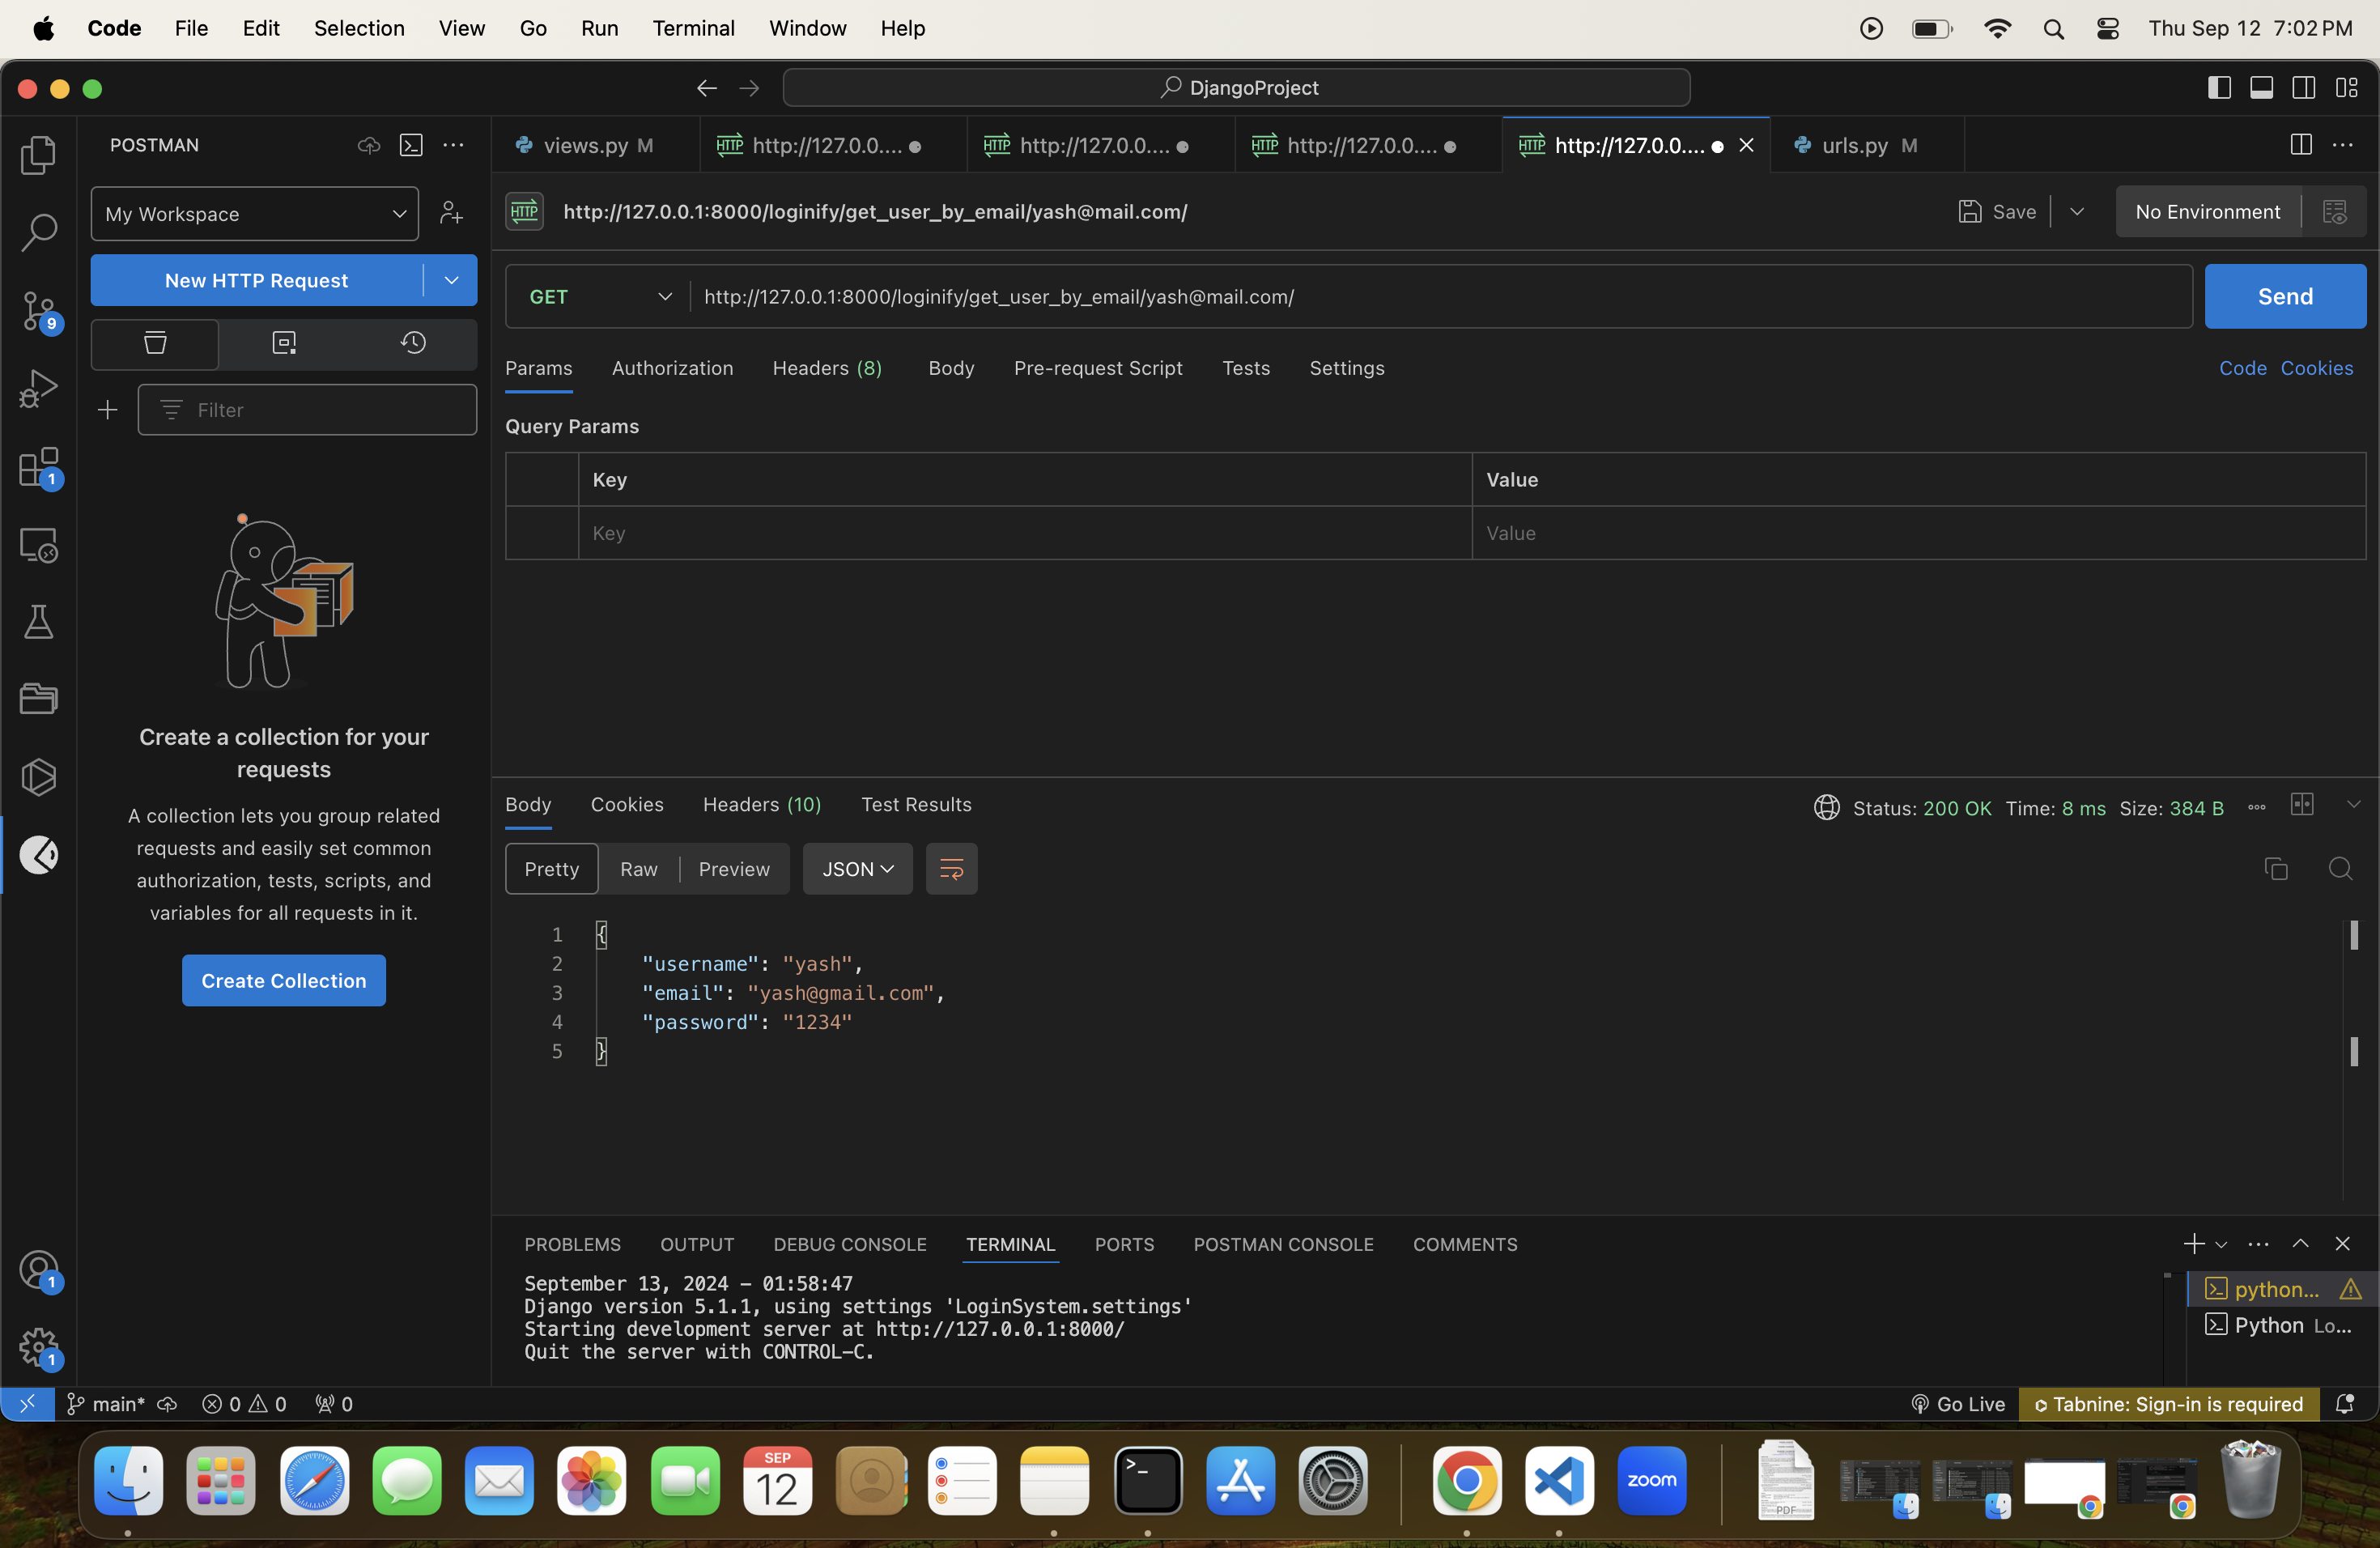 Code File Edit Selection View Go Run Terminal Window Help Thu Sep 12 7:02 PM
DjangoProject
POSTMAN
views.py M http://127.0.0.... http://127.0.0.... http://127.0.0.... http://127.0.0.... urls.py M
My Workspace
HTTP http://127.0.0.1:8000/loginify/get_user_by_email/yash@mail.com/ Save No Environment
New HTTP Request
GET http://127.0.0.1:8000/loginify/get_user_by_email/yash@mail.com/ Send
9
Params Authorization Headers (8) Body Pre-request Script Tests Settings Code Cookies
Filter
Query Params
Key Value
Key Value
1
Create a collection for your
requests
A collection lets you group related
requests and easily set common
authorization, tests, scripts, and
variables for all requests in it.
Create Collection
Body Cookies Headers (10) Test Results Status: 200 OK Time: 8 ms Size: 384 B
Pretty Raw Preview JSON
1 {
2 "username": "yash",
3 "email": "yash@gmail.com",
4 "password": "1234"
5 }
PROBLEMS OUTPUT DEBUG CONSOLE TERMINAL PORTS POSTMAN CONSOLE COMMENTS
September 13, 2024 - 01:58:47
Django version 5.1.1, using settings 'LoginSystem.settings'
Starting development server at http://127.0.0.1:8000/
Quit the server with CONTROL-C.
python...
Python Lo...
1
1
main* 0 0 0 Go Live Tabnine: Sign-in is required
SEP
12
zoom
PDF